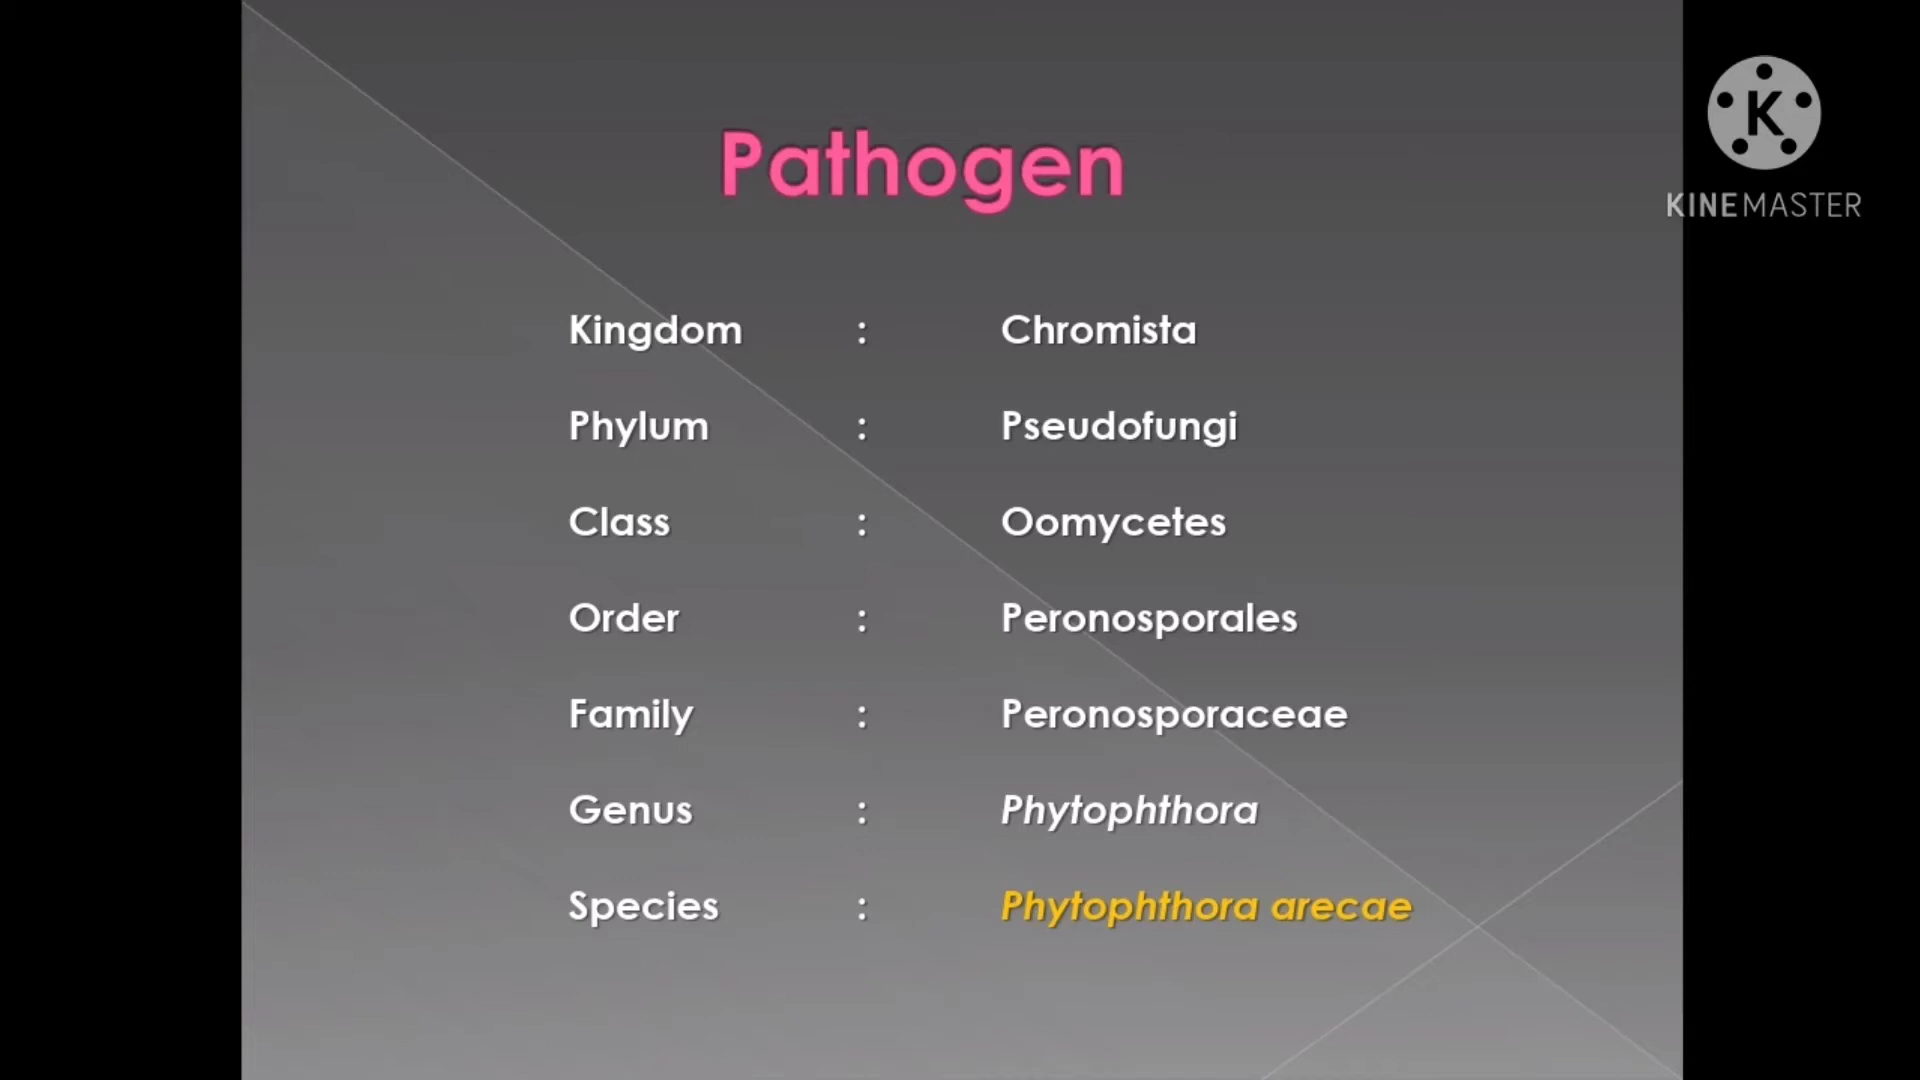 Pathogen
K
KINEMASTER
Kingdom : Chromista
Phylum : Pseudofungi
Class : Oomycetes
Order : Peronosporales
Family : Peronosporaceae
Genus : Phytophthora
Species : Phytophthora arecae